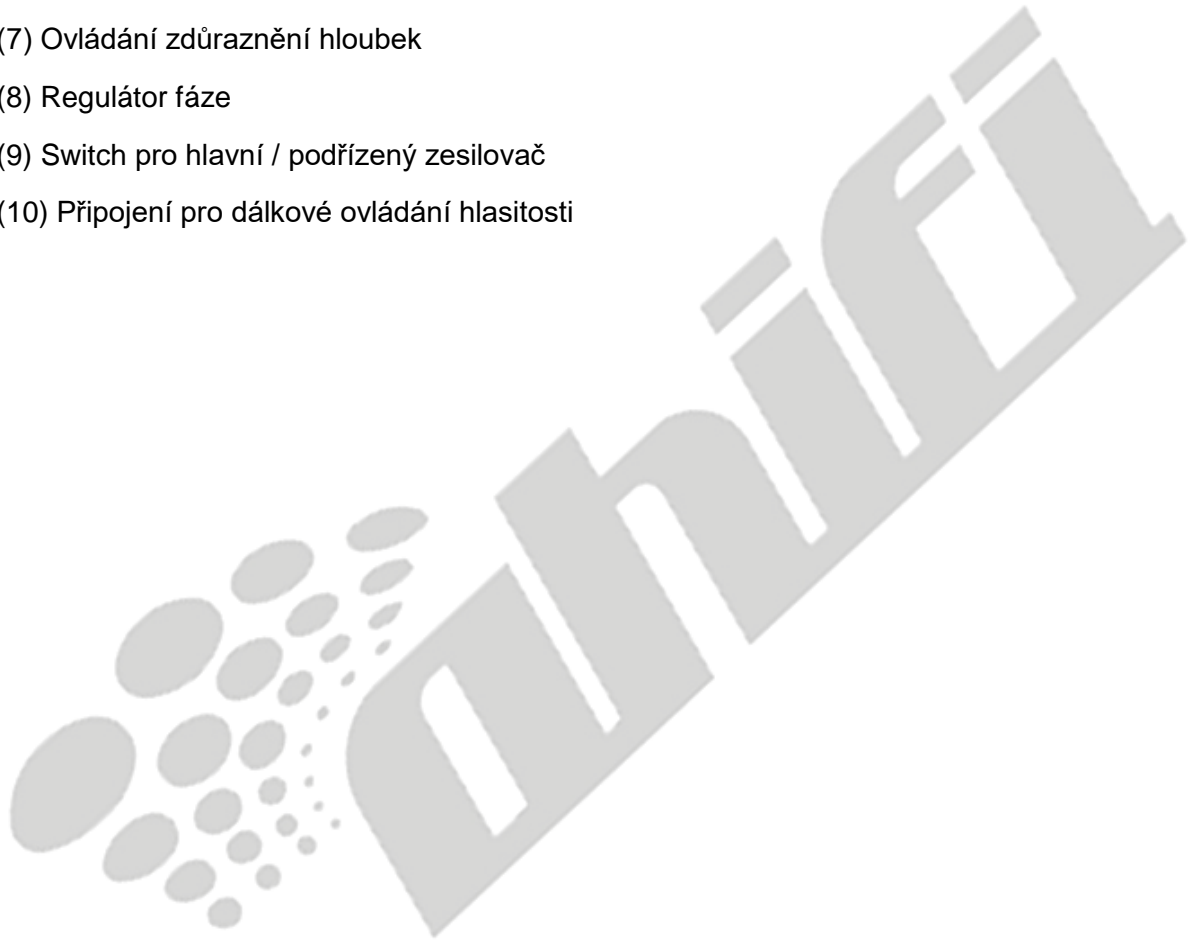 (7) Ovládání zdůraznění hloubek
(8) Regulátor fáze
(9) Switch pro hlavní / podřízený zesilovač
(10) Připojení pro dálkové ovládání hlasitosti
ahifi